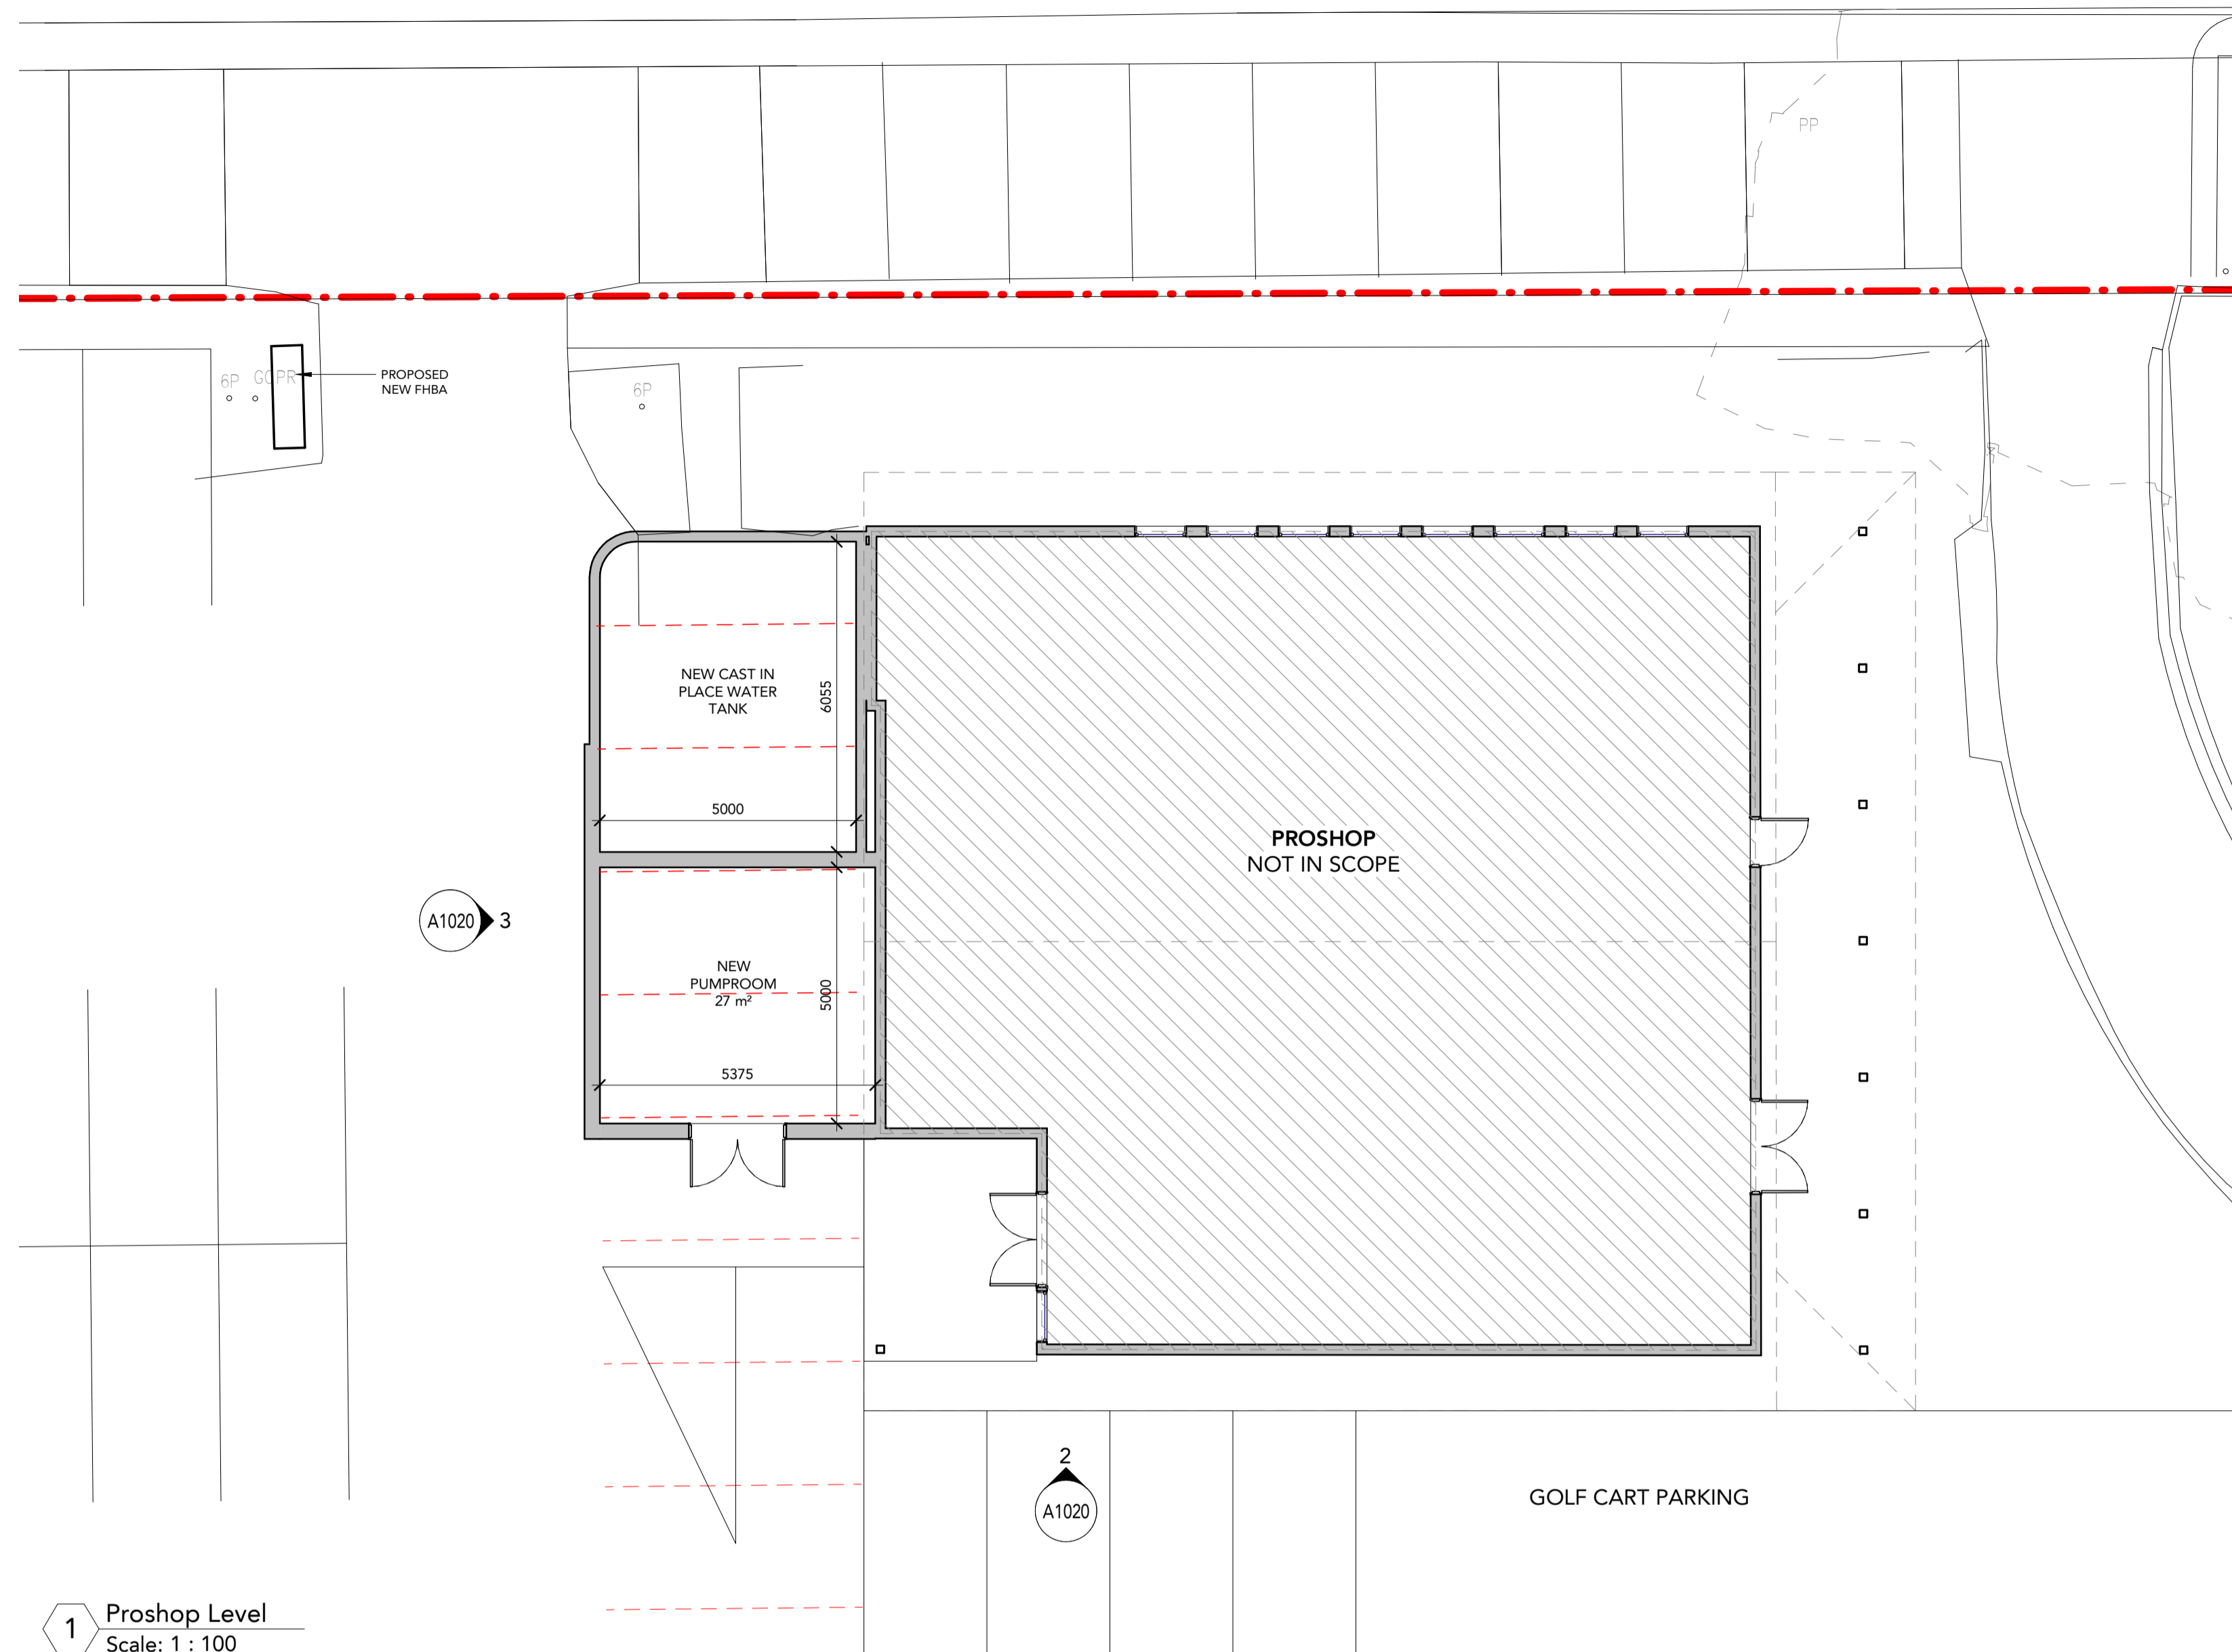 PP
6P
GOPR
PROPOSED
NEW FHBA
6P
NEW CAST IN
PLACE WATER
TANK
6055
5000
PROSHOP
NOT IN SCOPE
A1020
3
NEW
PUMPROOM
27 m²
5000
5375
2
A1020
GOLF CART PARKING
1
Proshop Level
Scale: 1 : 100